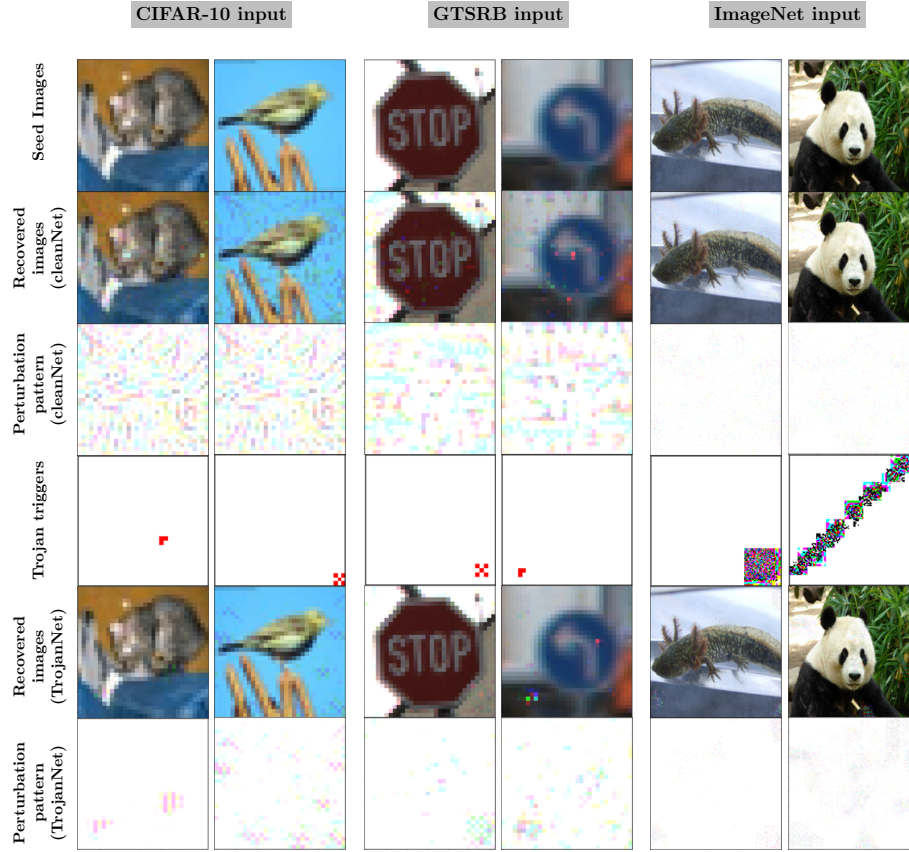 CIFAR-10 input
GTSRB input
ImageNet input
Seed Images
STOP
Recovered
images
(cleanNet)
STOP
Perturbation
pattern
(cleanNet)
Trojan triggers
Recovered
images
(TrojanNet)
STOP
Perturbation
pattern
(TrojanNet)